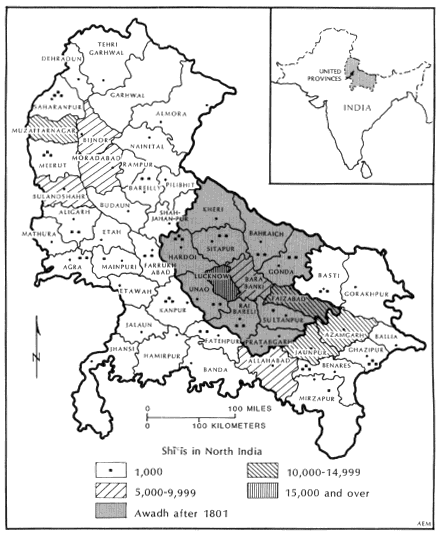 UNITED
PROVINCES
INDIA
TEHRI
GARHWAL
DEHRADUN
GARHWAL
SAHARANPUR
ALMORA
MUZAFFARNAGAR
BIJNOR
NAINITAL
MEERUT
MORADABAD
RAMPUR
BAREILLY
PILIBHIT
BULANDSHAHR
BUDAUN
SHAH-
JAHAN-PUR
KHERI
ALIGARH
MATHURA
ETAH
SITAPUR
BAHRAICH
HARDOI
AGRA
MAINPURI
FARRUKH
ABAD
GONDA
BASTI
LUCKNOW
BARA
BANKI
GORAKHPUR
ETAWAH
UNAO
FAIZABAD
KANPUR
RAI
BARELI
SULTANPUR
AZAMGARH
BALLIA
JALAUN
FATEHPUR
PRATABGARH
JAUNPUR
GHAZIPUR
JHANSI
HAMIRPUR
ALLAHABAD
BENARES
BANDA
MIRZAPUR
N
0 100 MILES
0 100 KILOMETERS
Shīʿīs in North India
1,000
10,000-14,999
5,000-9,999
15,000 and over
Awadh after 1801
AEM